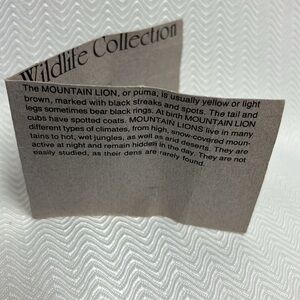 Wildlife Collection
The MOUNTAIN LION, or puma, is usually yellow or light
brown, marked with black streaks and spots. The tail and
legs sometimes bear black rings. At birth MOUNTAIN LION
cubs have spotted coats. MOUNTAIN LIONS live in many
different types of climates, from high, snow-covered moun-
tains to hot, wet jungles, as well as arid deserts. They are
active at night and remain hidden in the day. They are not
easily studied, as their dens are rarely found.